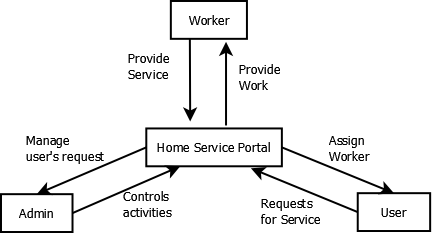 Worker
Provide
Service
Provide
Work
Manage
user's request
Home Service Portal
Assign
Worker
Controls
activities
Requests
for Service
Admin
User